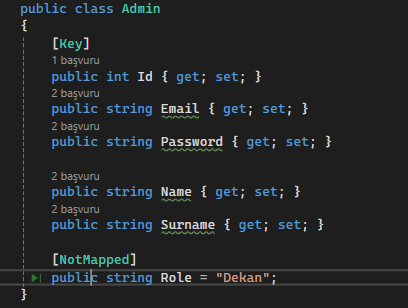 public class Admin
{
[Key]
1 başvuru
public int Id { get; set; }
2 başvuru
public string Email { get; set; }
2 başvuru
public string Password { get; set; }
2 başvuru
public string Name { get; set; }
2 başvuru
public string Surname { get; set; }
[NotMapped]
public string Role = "Dekan";
}